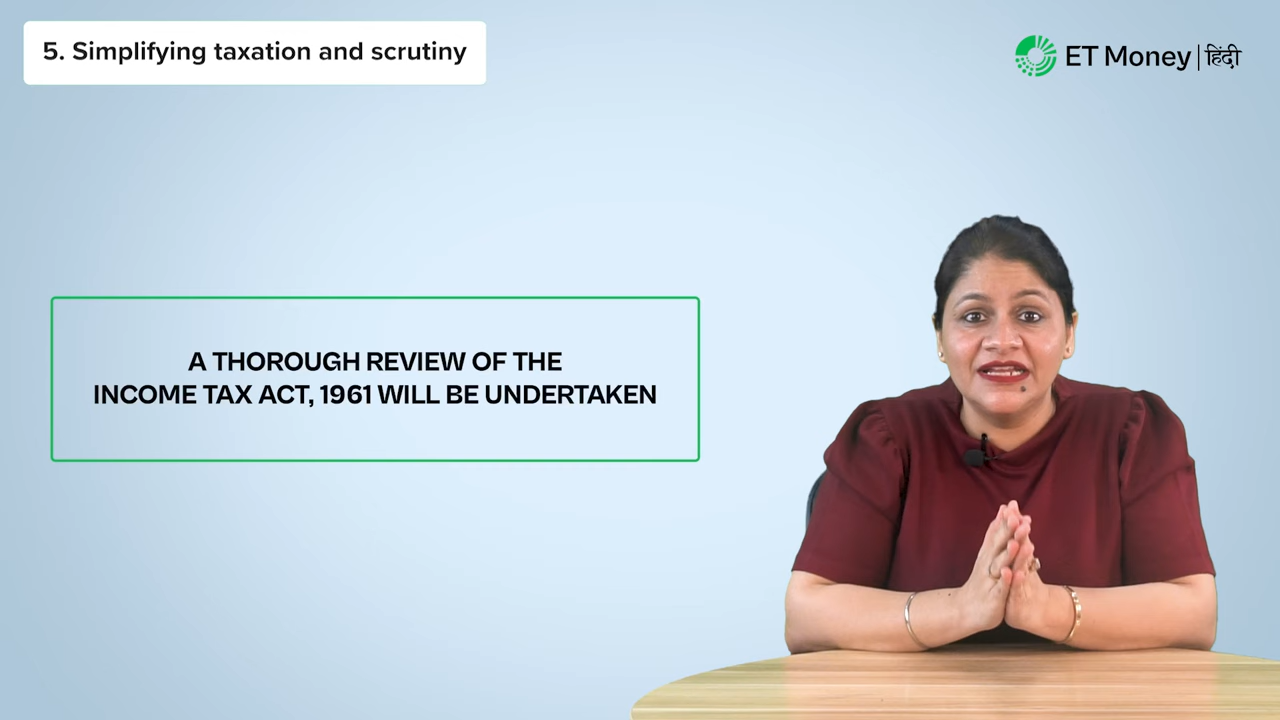 5. Simplifying taxation and scrutiny
ET Money | हिंदी
A THOROUGH REVIEW OF THE
INCOME TAX ACT, 1961 WILL BE UNDERTAKEN